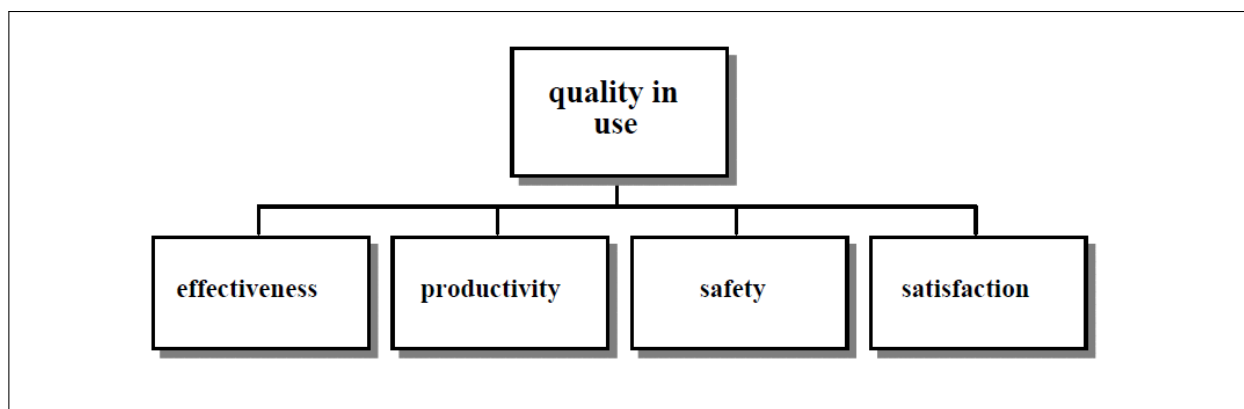 quality in
use
effectiveness
productivity
safety
satisfaction